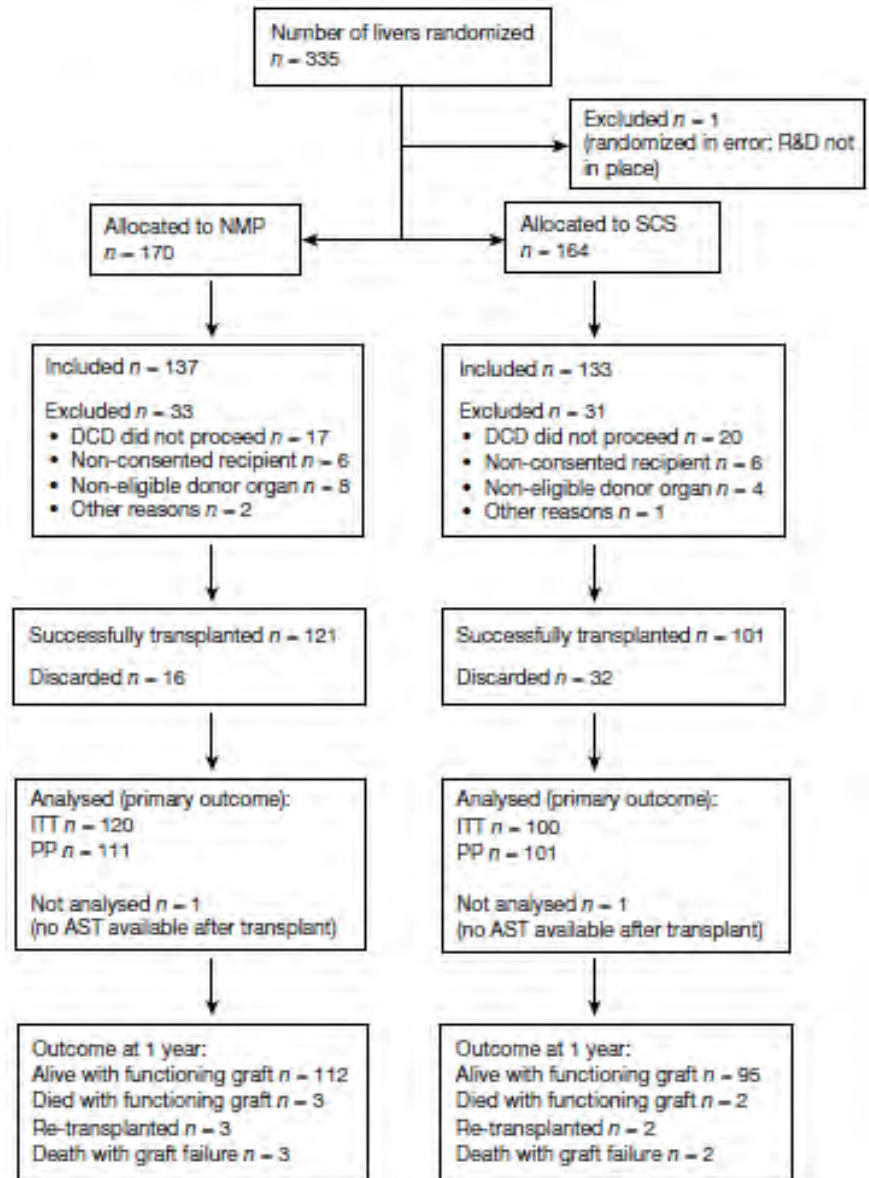 Number of livers randomized
n = 335
Excluded n = 1
(randomized in error: R&D not
in place)
Allocated to NMP
n = 170
Allocated to SCS
n = 164
Included n = 137
Excluded n = 33
• DCD did not proceed n = 17
• Non-consented recipient n = 6
• Non-eligible donor organ n = 8
• Other reasons n = 2
Included n = 133
Excluded n = 31
• DCD did not proceed n = 20
• Non-consented recipient n = 6
• Non-eligible donor organ n = 4
• Other reasons n = 1
Successfully transplanted n = 121
Discarded n = 16
Successfully transplanted n = 101
Discarded n = 32
Analysed (primary outcome):
ITT n = 120
PP n = 111
Not analysed n = 1
(no AST available after transplant)
Analysed (primary outcome):
ITT n = 100
PP n = 101
Not analysed n = 1
(no AST available after transplant)
Outcome at 1 year:
Alive with functioning graft n = 112
Died with functioning graft n = 3
Re-transplanted n = 3
Death with graft failure n = 3
Outcome at 1 year:
Alive with functioning graft n = 95
Died with functioning graft n = 2
Re-transplanted n = 2
Death with graft failure n = 2